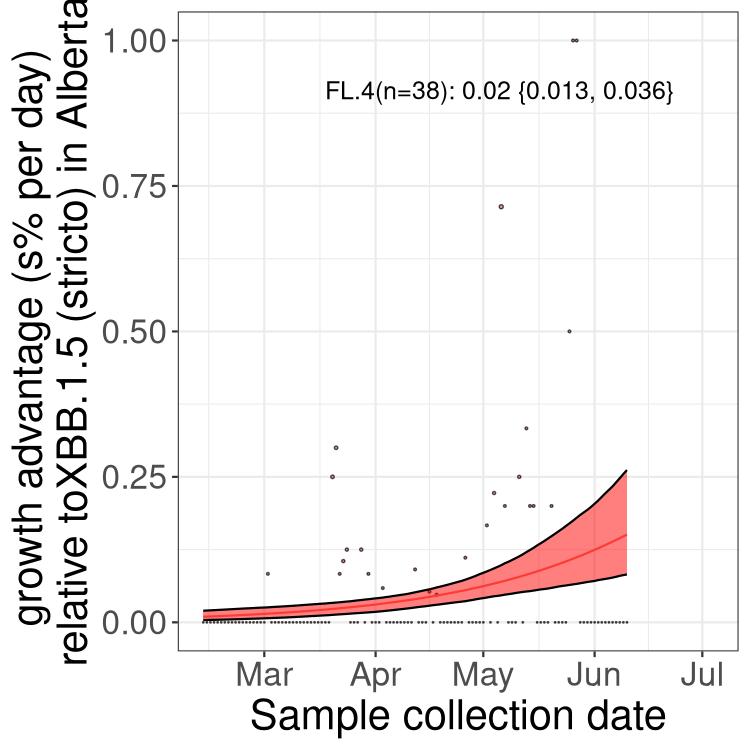 growth advantage (s% per day)
relative toXBB.1.5 (stricto) in Alberta
1.00
0.75
0.50
0.25
0.00
FL.4(n=38): 0.02 {0.013, 0.036}
Mar Apr May Jun Jul
Sample collection date